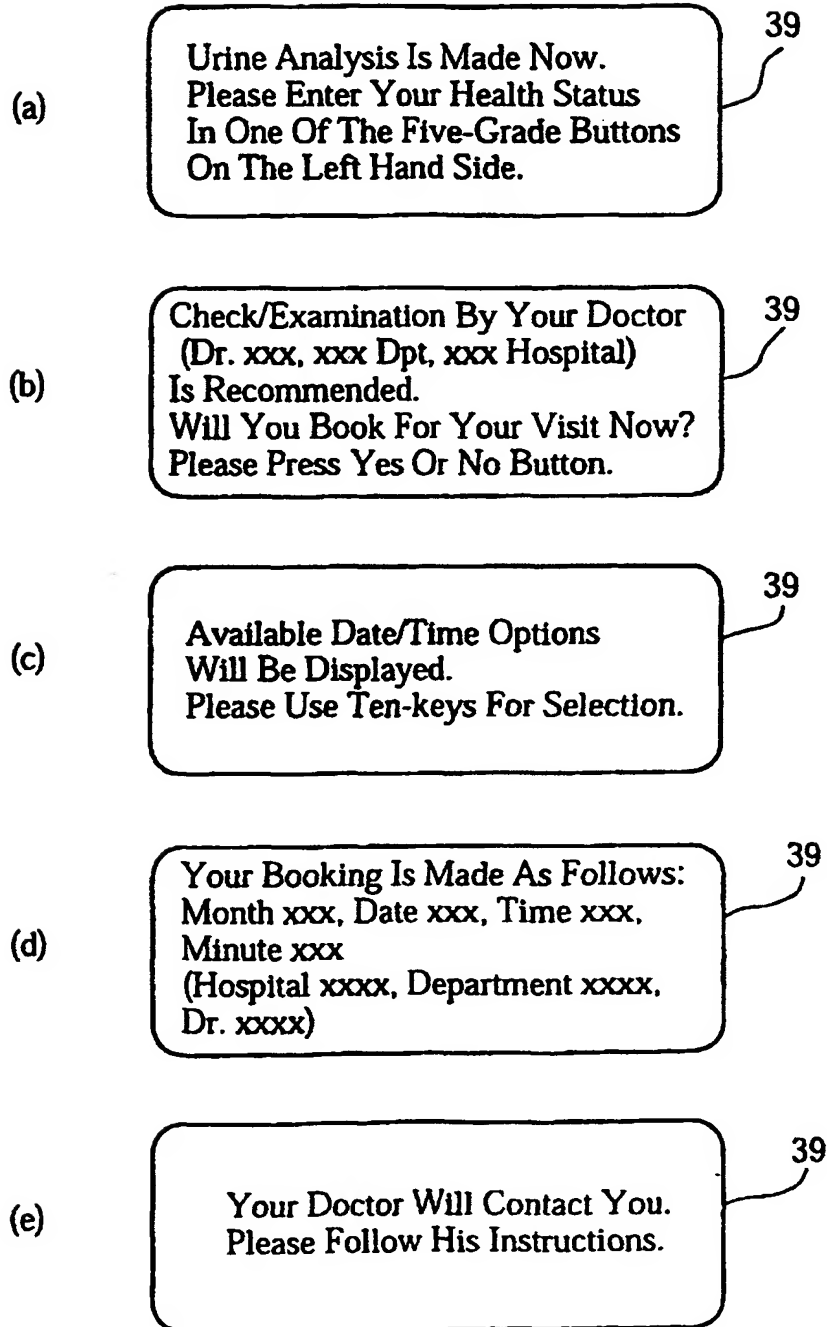 39
(a)
Urine Analysis Is Made Now.
Please Enter Your Health Status
In One Of The Five-Grade Buttons
On The Left Hand Side.
39
(b)
Check/Examination By Your Doctor
(Dr. xxx, xxx Dpt, xxx Hospital)
Is Recommended.
Will You Book For Your Visit Now?
Please Press Yes Or No Button.
39
(c)
Available Date/Time Options
Will Be Displayed.
Please Use Ten-keys For Selection.
39
(d)
Your Booking Is Made As Follows:
Month xxx, Date xxx, Time xxx,
Minute xxx
(Hospital xxxx, Department xxxx,
Dr. xxxx)
39
(e)
Your Doctor Will Contact You.
Please Follow His Instructions.